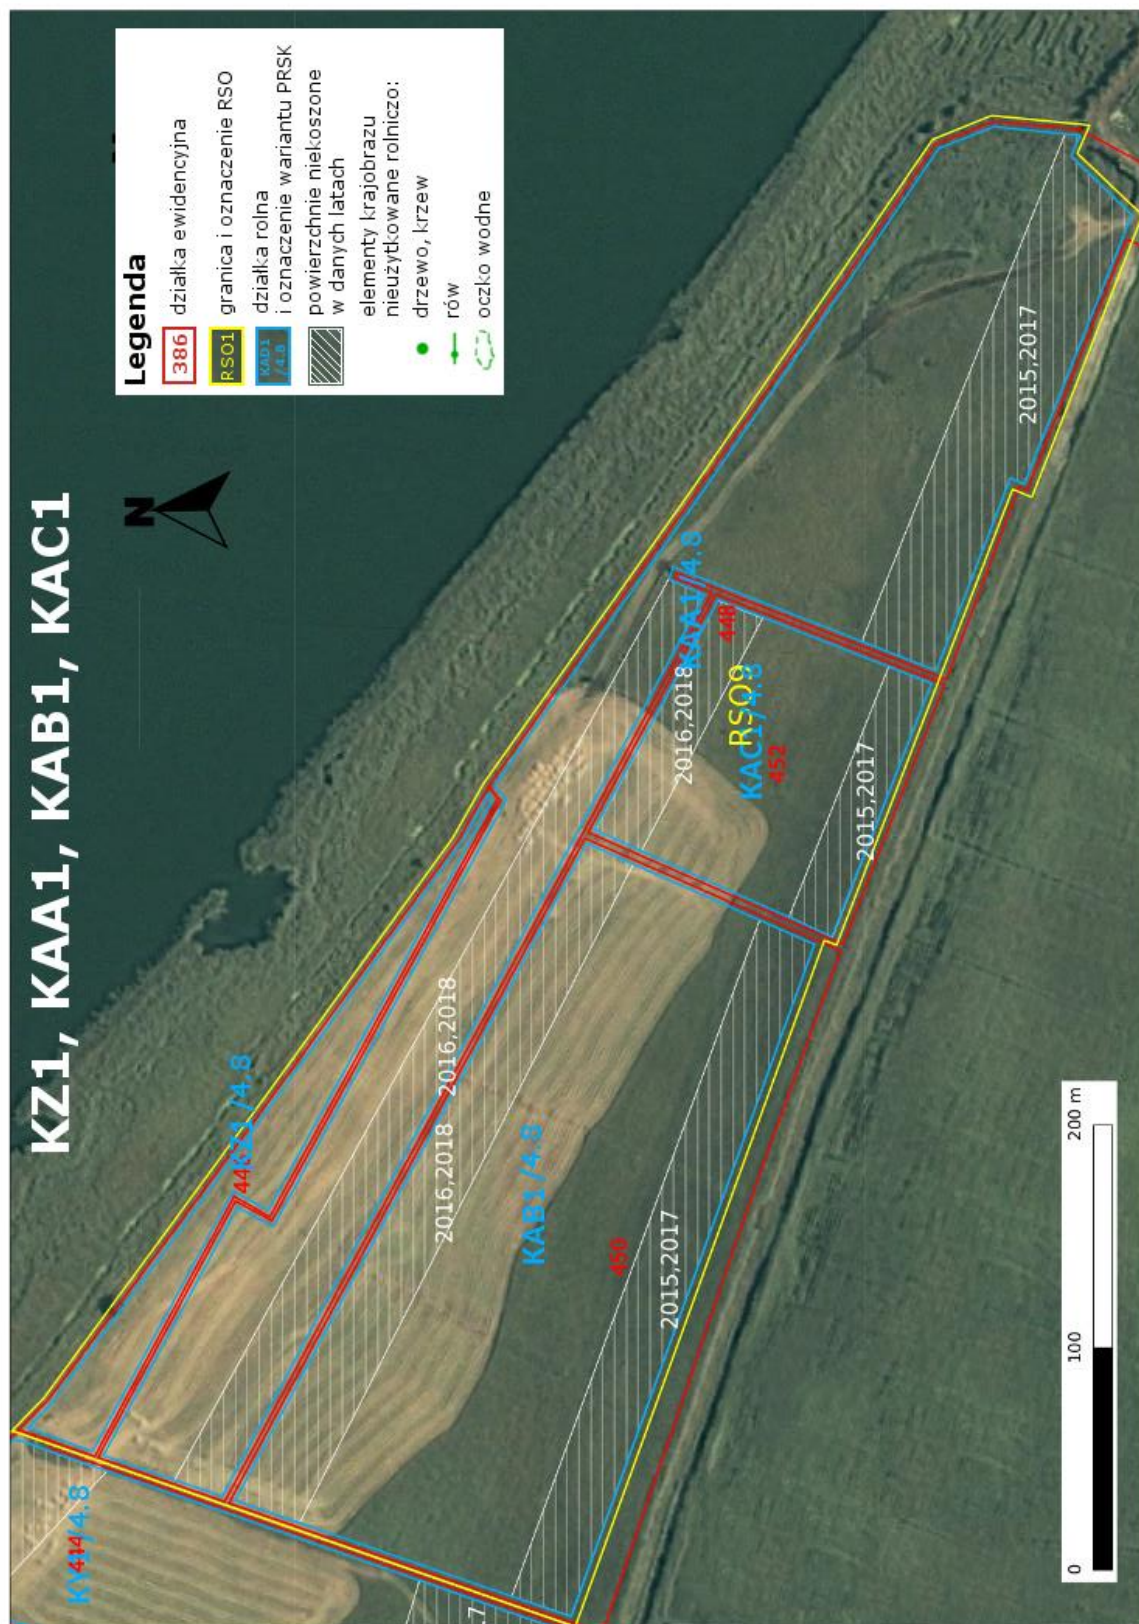 KZ1, KAA1, KAB1, KAC1
N
Legenda
386
działka ewidencyjna
RSO1
granica i oznaczenie RSO
KAD1
/4.8
działka rolna
i oznaczenie wariantu PRSK
powierzchnie niekoszone
w danych latach
elementy krajobrazu
nieużytkowane rolniczo:
drzewo, krzew
rów
oczko wodne
/4.8
414
KZ1/4.8
2016,2018
2016,2018
KAB1/4.8
450
2015,2017
2016,2018
KAA1/4.8
448
RSO9
KAC1/4.8
452
2015,2017
2015,2017
0
100
200 m